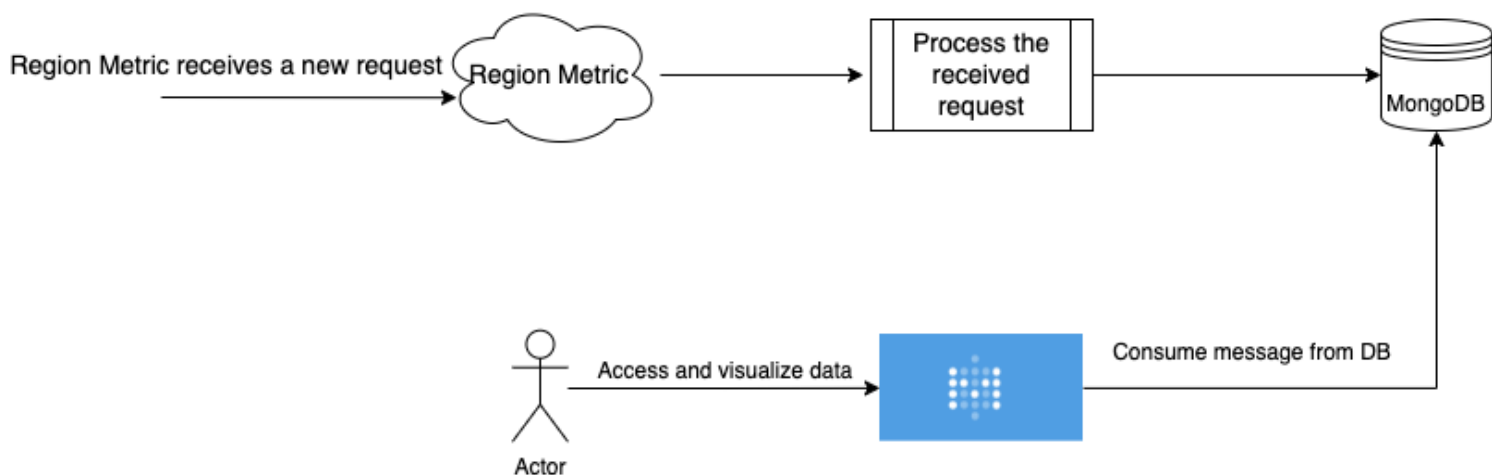 Region Metric receives a new request
Region Metric
Process the
received
request
MongoDB
Access and visualize data
Consume message from DB
Actor